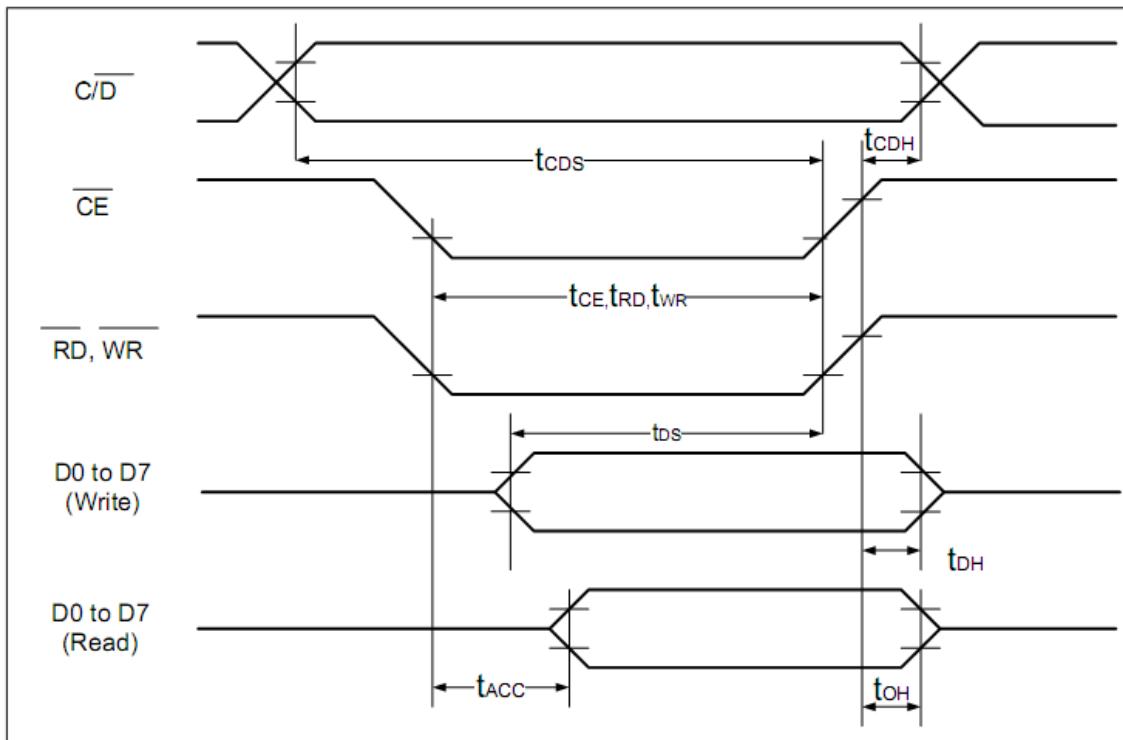 C/D
tCDH
tCDS
CE
tCE,tRD,tWR
RD, WR
tDS
D0 to D7
(Write)
tDH
D0 to D7
(Read)
tACC
tOH